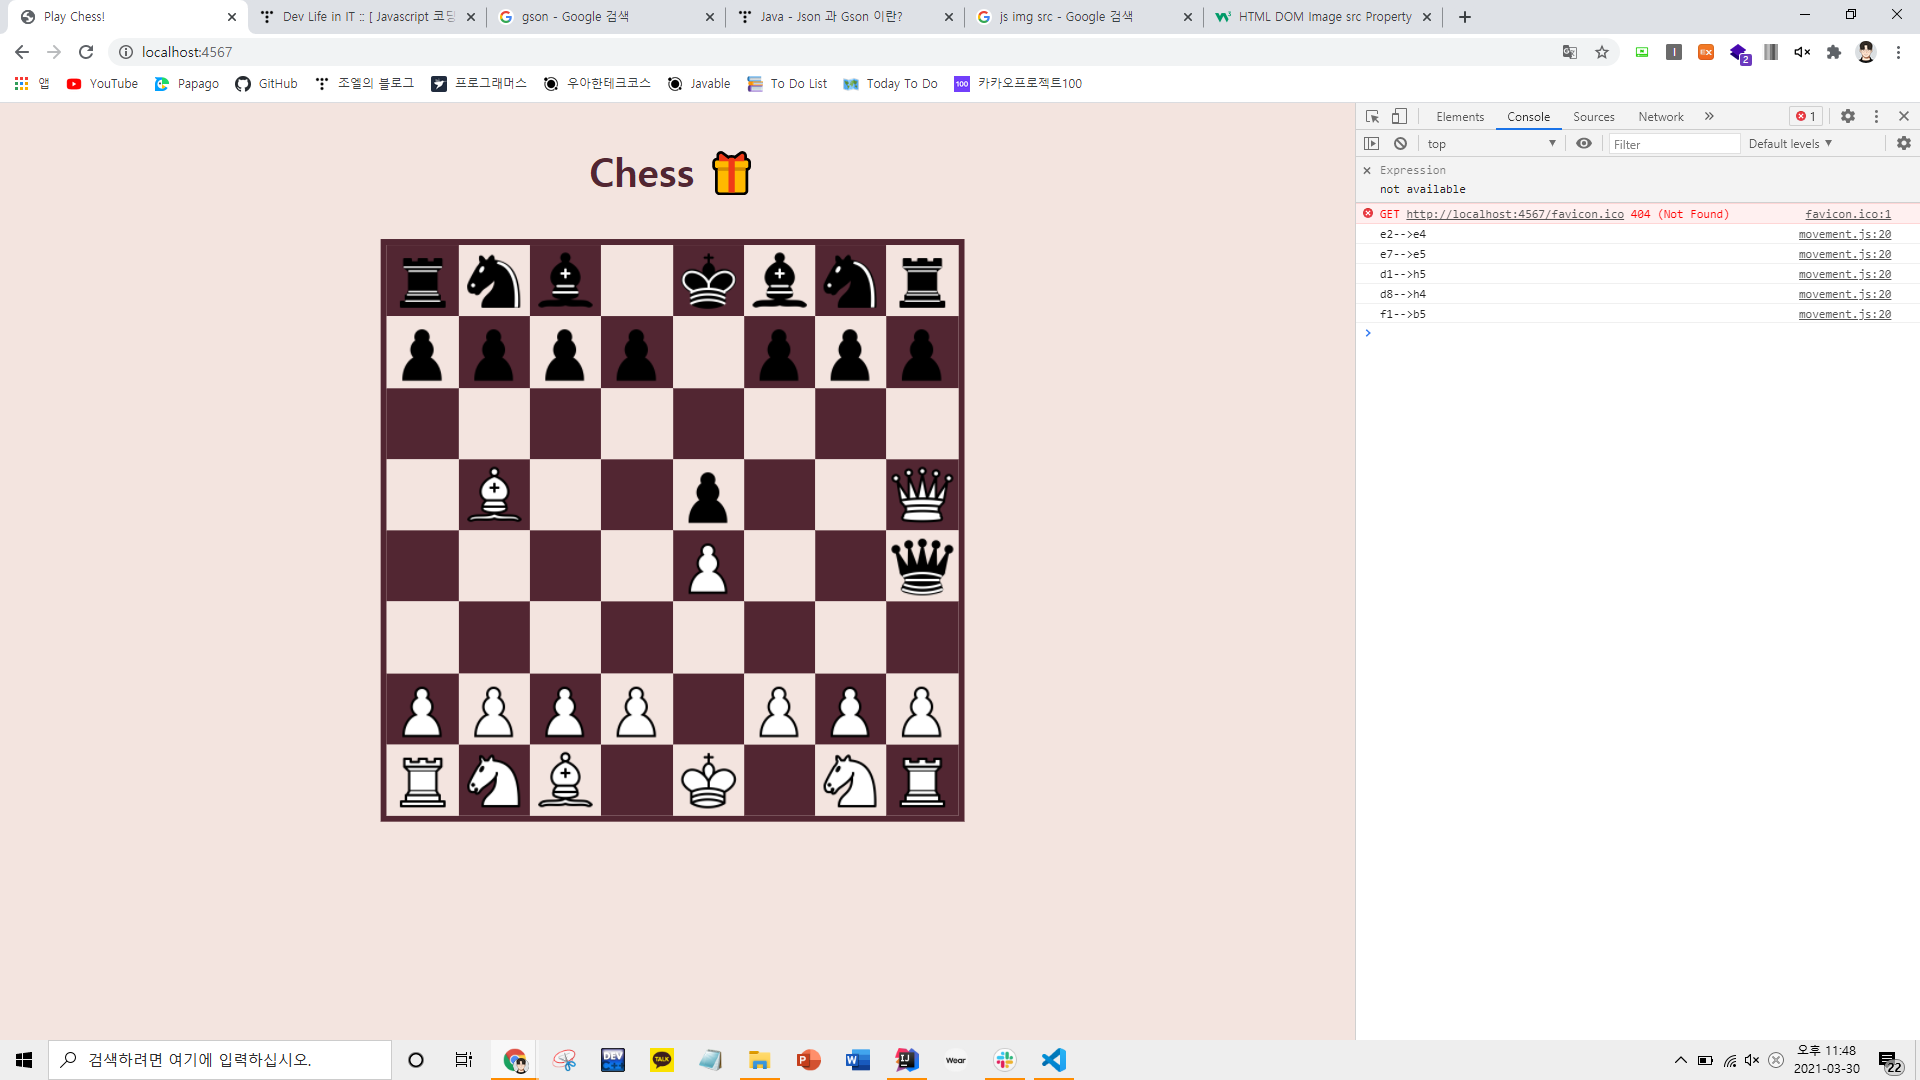 Play Chess!
Dev Life in IT :: [ Javascript 코딩
gson - Google 검색
Java - Json 과 Gson 이란?
js img src - Google 검색
HTML DOM Image src Property
localhost:4567
2
앱
YouTube
Papago
GitHub
조엘의 블로그
프로그래머스
우아한테크코스
Javable
To Do List
Today To Do
100
카카오프로젝트100
Elements
Console
Sources
Network
1
top
Filter
Default levels
Expression
not available
GET http://localhost:4567/favicon.ico 404 (Not Found) favicon.ico:1
e2-->e4 movement.js:20
e7-->e5 movement.js:20
d1-->h5 movement.js:20
d8-->h4 movement.js:20
f1-->b5 movement.js:20
Chess
검색하려면 여기에 입력하십시오.
DEV
TALK
Wear
오후 11:48
2021-03-30
22